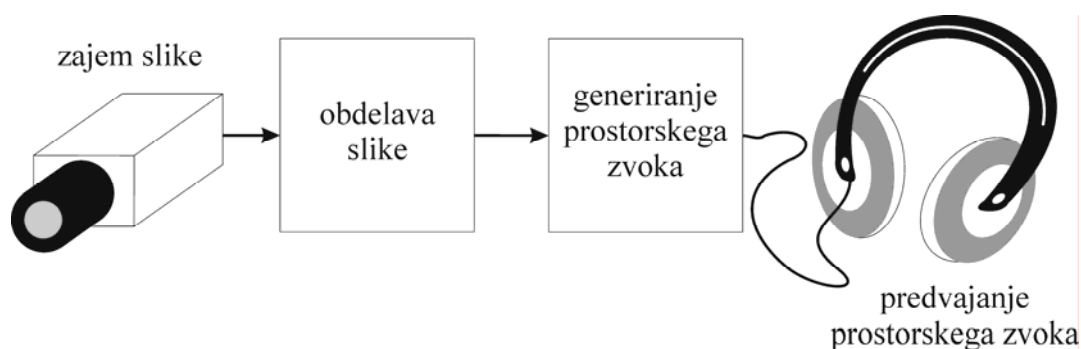 zajem slike
obdelava
slike
generiranje
prostorskega
zvoka
predvajanje
prostorskega zvoka